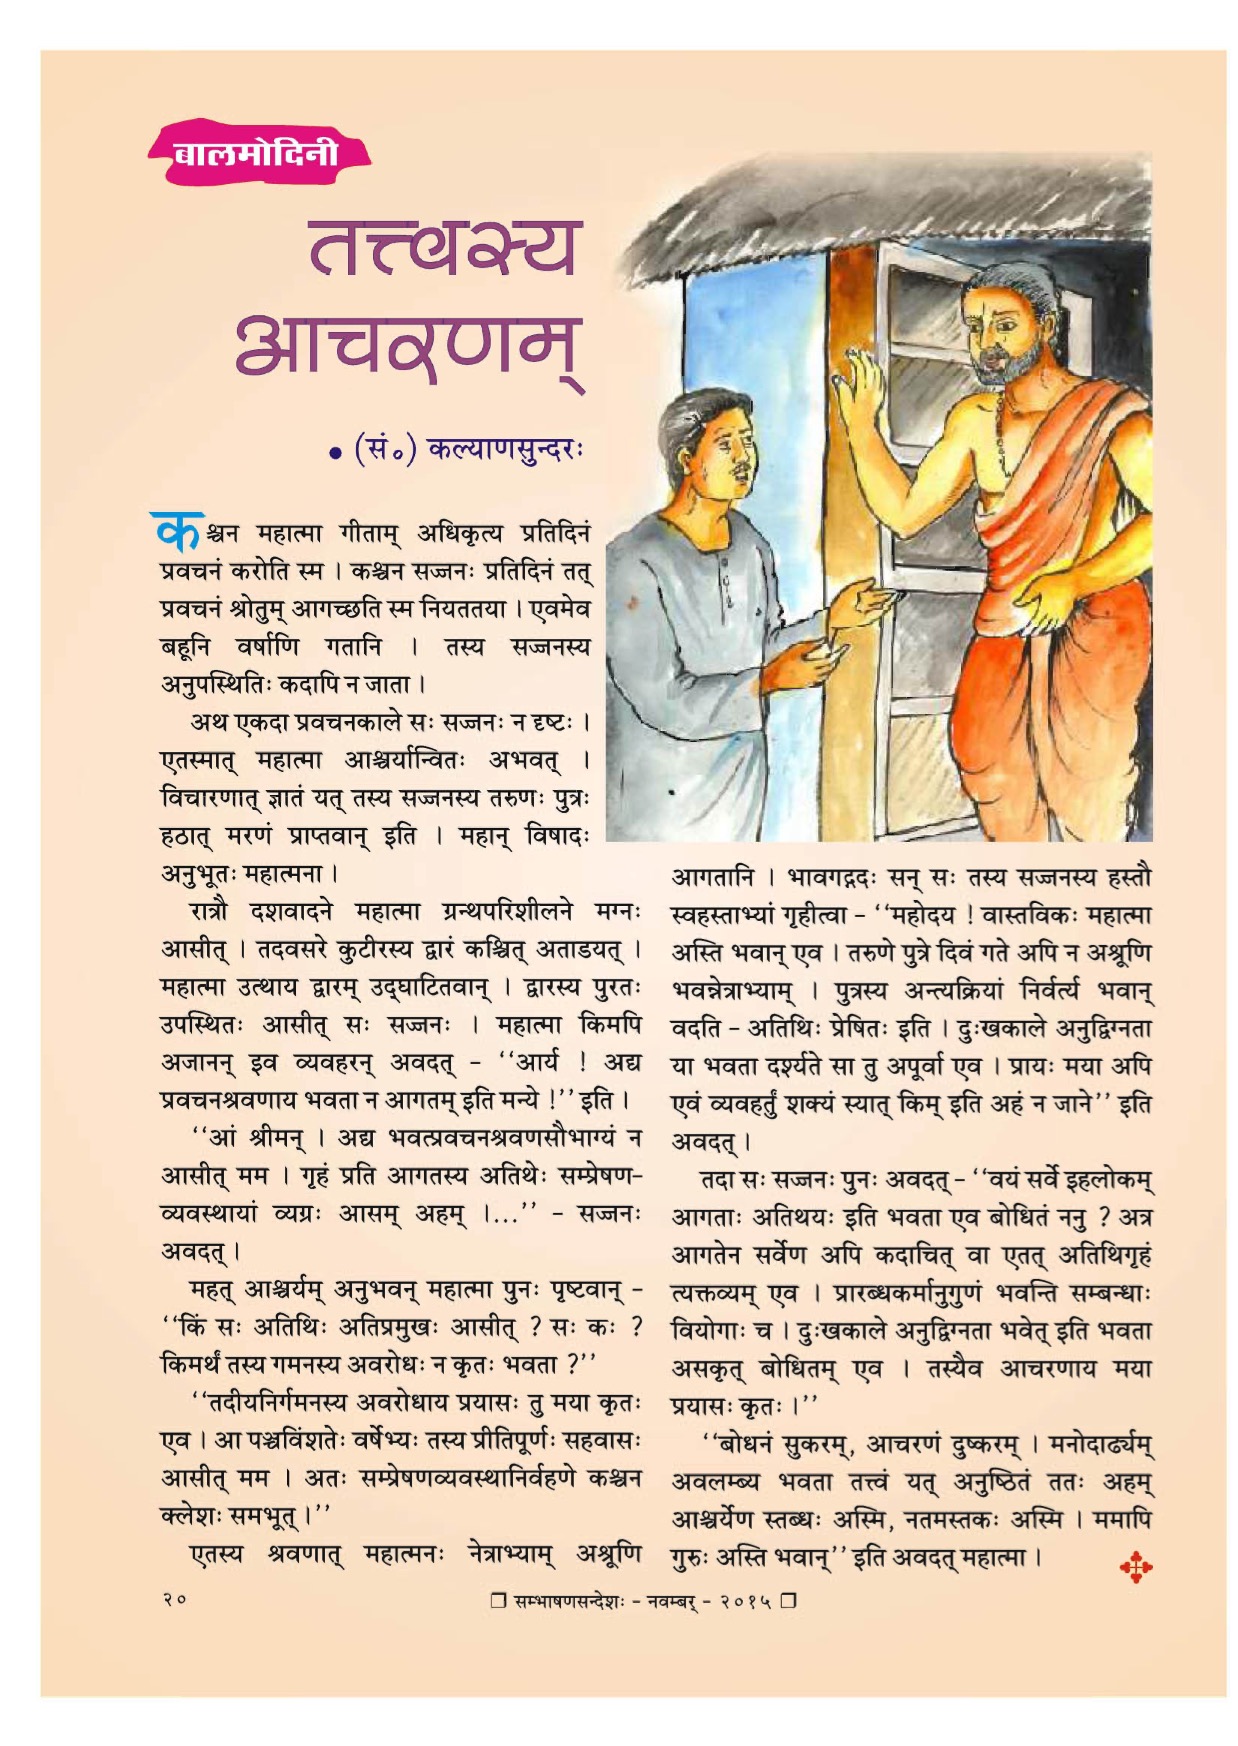 बालमोदिनी
तत्त्वस्य
आचरणम्
• (सं॰) कल्याणसुन्दरः
कश्चन महात्मा गीताम् अधिकृत्य प्रतिदिनं
प्रवचनं करोति स्म । कश्चन सज्जनः प्रतिदिनं तत्
प्रवचनं श्रोतुम् आगच्छति स्म नियततया । एवमेव
बहूनि वर्षाणि गतानि । तस्य सज्जनस्य
अनुपस्थितिः कदापि न जाता ।
अथ एकदा प्रवचनकाले सः सज्जनः न दृष्टः ।
एतस्मात् महात्मा आश्चर्यान्वितः अभवत् ।
विचारणात् ज्ञातं यत् तस्य सज्जनस्य तरुणः पुत्रः
हठात् मरणं प्राप्तवान् इति । महान् विषादः
अनुभूतः महात्मना ।
रात्रौ दशवादने महात्मा ग्रन्थपरिशीलने मग्नः
आसीत् । तदवसरे कुटीरस्य द्वारं कश्चित् अताडयत् ।
महात्मा उत्थाय द्वारम् उद्घाटितवान् । द्वारस्य पुरतः
उपस्थितः आसीत् सः सज्जनः । महात्मा किमपि
अजानन् इव व्यवहरन् अवदत् – ‘‘आर्य ! अद्य
प्रवचनश्रवणाय भवता न आगतम् इति मन्ये !’’ इति ।
‘‘आं श्रीमन् । अद्य भवत्प्रवचनश्रवणसौभाग्यं न
आसीत् मम । गृहं प्रति आगतस्य अतिथेः सम्प्रेषण-
व्यवस्थायां व्यग्रः आसम् अहम् ।...’’ – सज्जनः
अवदत् ।
महत् आश्चर्यम् अनुभवन् महात्मा पुनः पृष्टवान् –
‘‘किं सः अतिथिः अतिप्रमुखः आसीत् ? सः कः ?
किमर्थं तस्य गमनस्य अवरोधः न कृतः भवता ?’’
‘‘तदीयनिर्गमनस्य अवरोधाय प्रयासः तु मया कृतः
एव । आ पञ्चविंशतेः वर्षेभ्यः तस्य प्रीतिपूर्णः सहवासः
आसीत् मम । अतः सम्प्रेषणव्यवस्थानिर्वहणे कश्चन
क्लेशः समभूत् ।’’
एतस्य श्रवणात् महात्मनः नेत्राभ्याम् अश्रूणि
आगतानि । भावगद्गदः सन् सः तस्य सज्जनस्य हस्तौ
स्वहस्ताभ्यां गृहीत्वा – ‘‘महोदय ! वास्तविकः महात्मा
अस्ति भवान् एव । तरुणे पुत्रे दिवं गते अपि न अश्रूणि
भवन्नेत्राभ्याम् । पुत्रस्य अन्त्यक्रियां निर्वर्त्य भवान्
वदति – अतिथिः प्रेषितः इति । दुःखकाले अनुद्विग्नता
या भवता दर्श्यते सा तु अपूर्वा एव । प्रायः मया अपि
एवं व्यवहर्तुं शक्यं स्यात् किम् इति अहं न जाने’’ इति
अवदत् ।
तदा सः सज्जनः पुनः अवदत् – ‘‘वयं सर्वे इहलोकम्
आगताः अतिथयः इति भवता एव बोधितं ननु ? अत्र
आगतेन सर्वेण अपि कदाचित् वा एतत् अतिथिगृहं
त्यक्तव्यम् एव । प्रारब्धकर्मानुगुणं भवन्ति सम्बन्धाः
वियोगाः च । दुःखकाले अनुद्विग्नता भवेत् इति भवता
असकृत् बोधितम् एव । तस्यैव आचरणाय मया
प्रयासः कृतः ।’’
‘‘बोधनं सुकरम्, आचरणं दुष्करम् । मनोदार्ढ्यम्
अवलम्ब्य भवता तत्त्वं यत् अनुष्ठितं ततः अहम्
आश्चर्येण स्तब्धः अस्मि, नतमस्तकः अस्मि । ममापि
गुरुः अस्ति भवान्’’ इति अवदत् महात्मा ।
२०
❐ सम्भाषणसन्देशः – नवम्बर् – २०१५ ❐